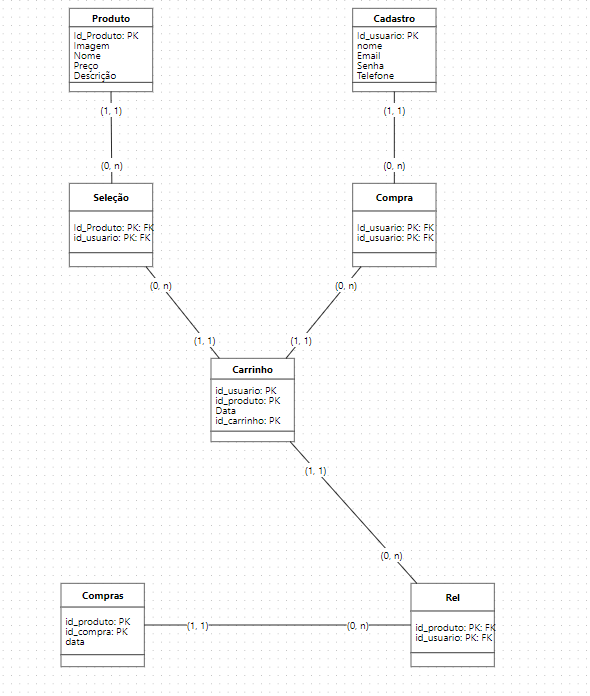 Produto
Id_Produto: PK
Imagem
Nome
Preço
Descrição
(1, 1)
(0, n)
Cadastro
Id_usuario: PK
nome
Email
Senha
Telefone
(1, 1)
(0, n)
Seleção
Id_Produto: PK: FK
id_usuario: PK: FK
(0, n)
(1, 1)
Compra
id_usuario: PK: FK
id_usuario: PK: FK
(0, n)
(1, 1)
Carrinho
id_usuario: PK
id_produto: PK
Data
id_carrinho: PK
(1, 1)
(0, n)
Compras
id_produto: PK
id_compra: PK
data
(1, 1)
(0, n)
Rel
id_produto: PK: FK
id_usuario: PK: FK